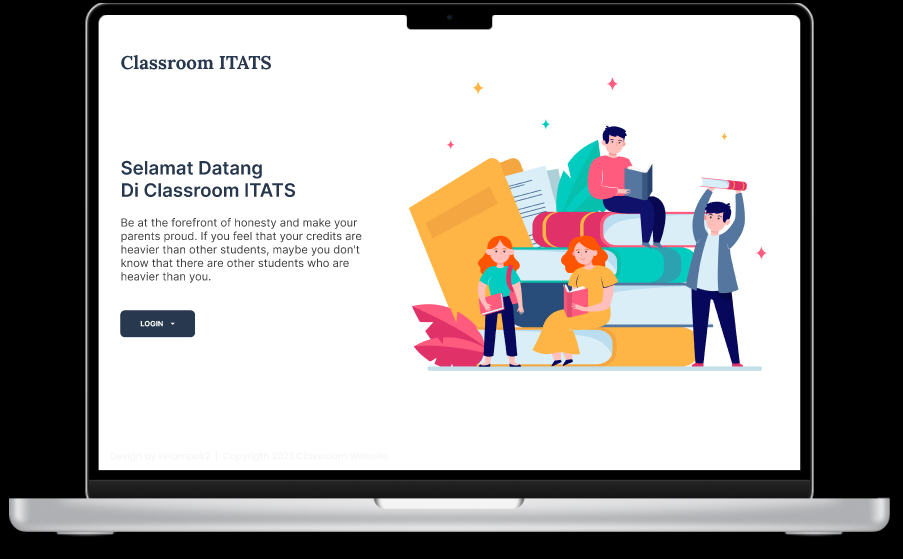 Classroom ITATS
Selamat Datang
Di Classroom ITATS
Be at the forefront of honesty and make your
parents proud. If you feel that your credits are
heavier than other students, maybe you don't
know that there are other students who are
heavier than you.
LOGIN
Design by kelompok2 | Copyrigth 2023 Classroom Website